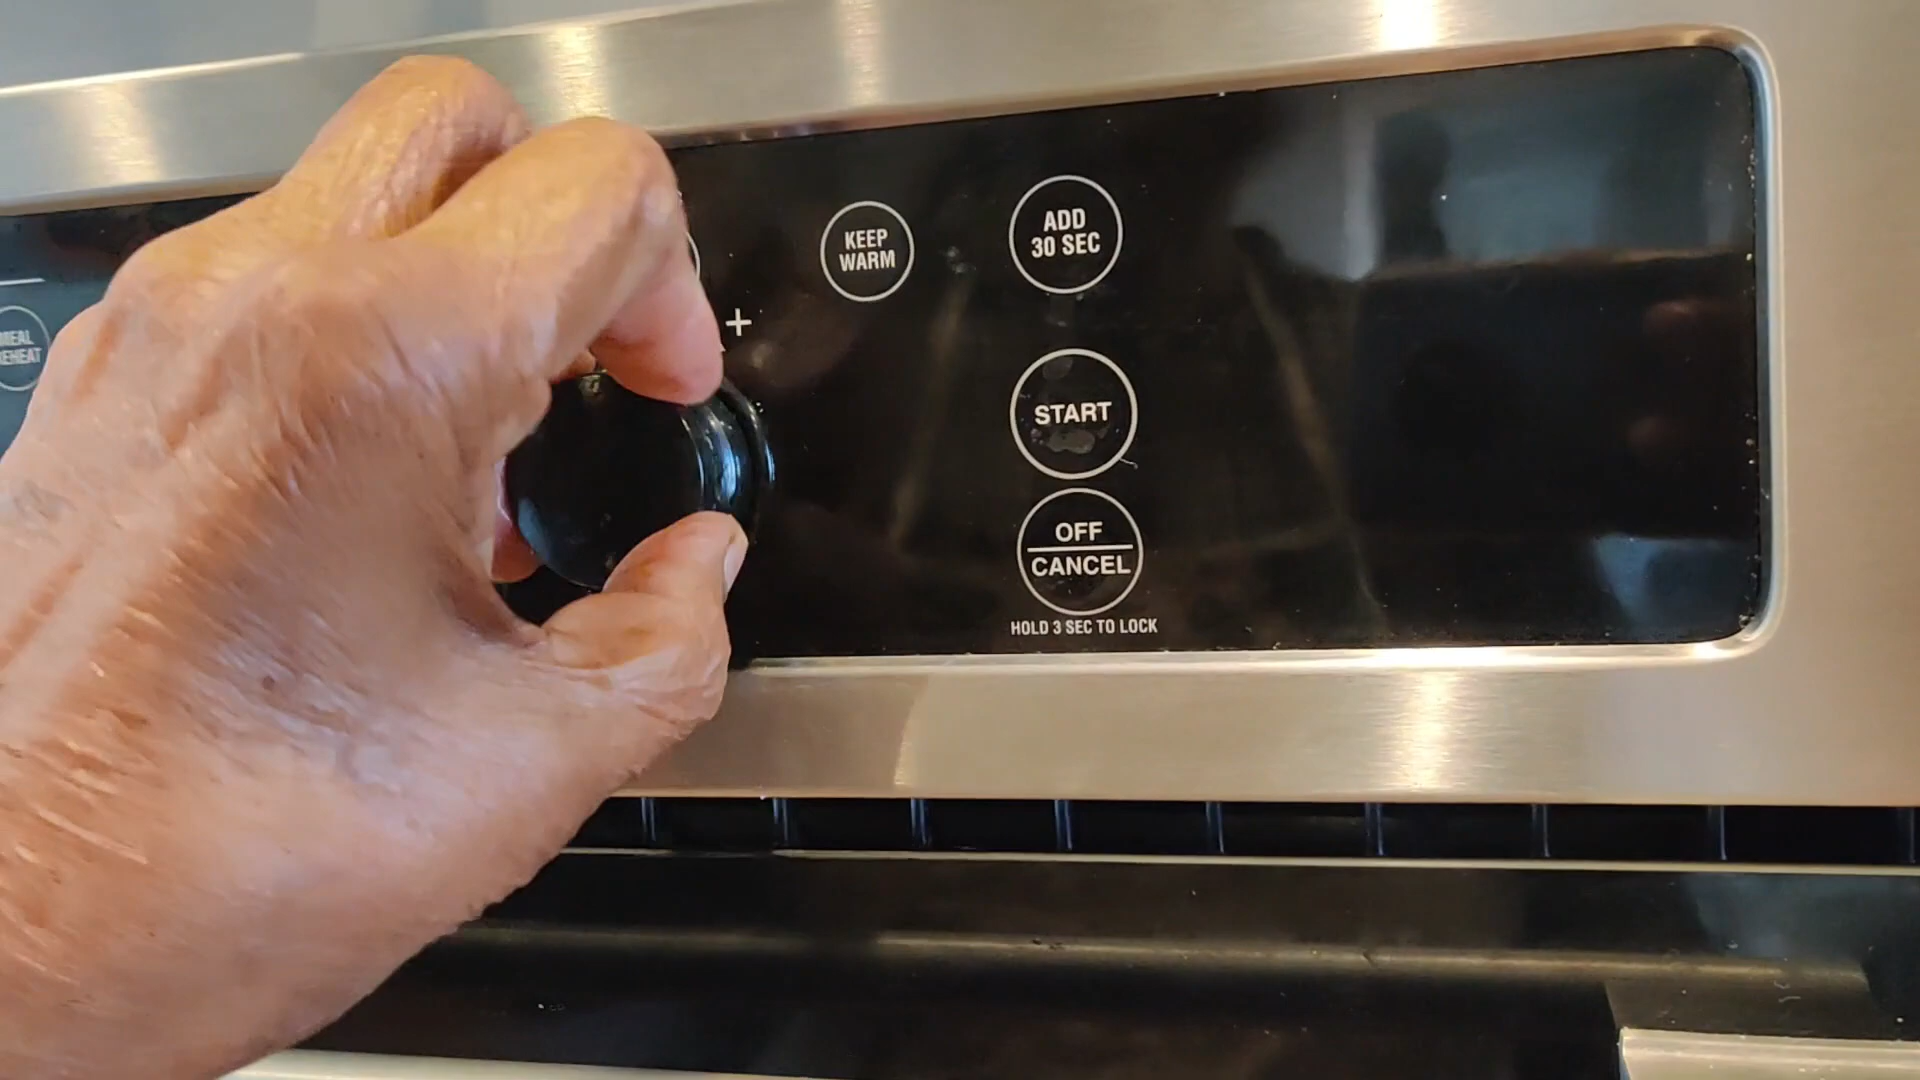 KEEP
WARM
ADD
30 SEC
+
START
OFF
CANCEL
HOLD 3 SEC TO LOCK